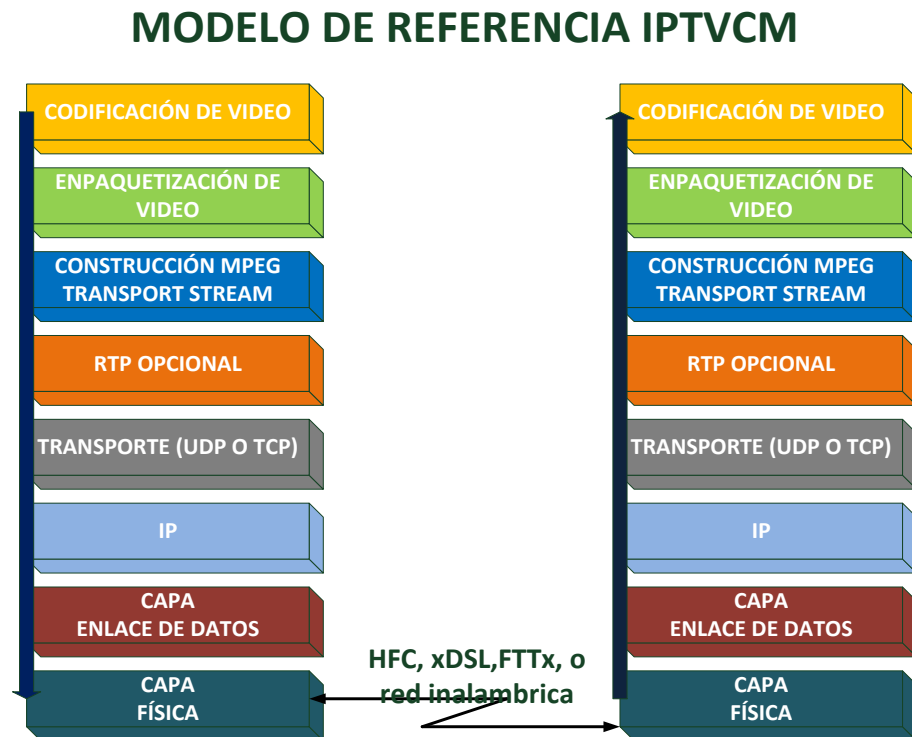 MODELO DE REFERENCIA IPTVCM
CODIFICACIÓN DE VIDEO
ENPAQUETIZACIÓN DE
VIDEO
CONSTRUCCIÓN MPEG
TRANSPORT STREAM
RTP OPCIONAL
TRANSPORTE (UDP O TCP)
IP
CAPA
ENLACE DE DATOS
CAPA
FÍSICA
HFC, xDSL,FTTx, o
red inalambrica
CODIFICACIÓN DE VIDEO
ENPAQUETIZACIÓN DE
VIDEO
CONSTRUCCIÓN MPEG
TRANSPORT STREAM
RTP OPCIONAL
TRANSPORTE (UDP O TCP)
IP
CAPA
ENLACE DE DATOS
CAPA
FÍSICA